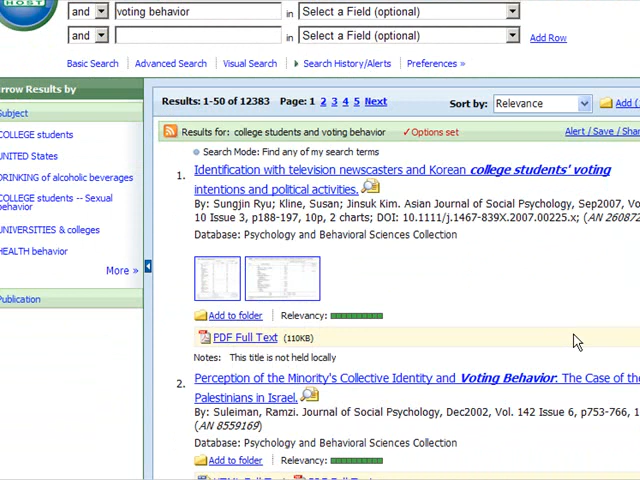 HOST
and voting behavior in Select a Field (optional)
and in Select a Field (optional) Add Row
Basic Search Advanced Search Visual Search Search History/Alerts Preferences »
rrow Results by
Subject
COLLEGE students
UNITED States
DRINKING of alcoholic beverages
COLLEGE students -- Sexual
behavior
UNIVERSITIES & colleges
HEALTH behavior
More »
Publication
Results: 1-50 of 12383 Page: 1 2 3 4 5 Next Sort by: Relevance Add (
Results for: college students and voting behavior ✓Options set Alert / Save / Shar
Search Mode: Find any of my search terms
1. Identification with television newscasters and Korean college students' voting
intentions and political activities.
By: Sungjin Ryu; Kline, Susan; Jinsuk Kim. Asian Journal of Social Psychology, Sep2007, Vo
10 Issue 3, p188-197, 10p, 2 charts; DOI: 10.1111/j.1467-839X.2007.00225.x; (AN 260872
Database: Psychology and Behavioral Sciences Collection
Add to folder Relevancy:
PDF Full Text (110KB)
Notes: This title is not held locally
2. Perception of the Minority's Collective Identity and Voting Behavior: The Case of the
Palestinians in Israel.
By: Suleiman, Ramzi. Journal of Social Psychology, Dec2002, Vol. 142 Issue 6, p753-766, 1
(AN 8559169)
Database: Psychology and Behavioral Sciences Collection
Add to folder Relevancy: